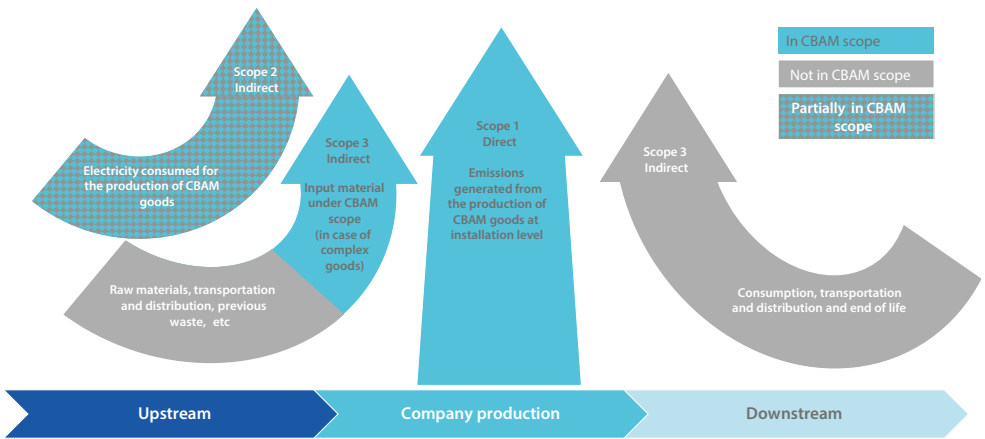 Scope 2
Indirect
Electricity consumed for
the production of CBAM
goods
Scope 3
Indirect
Input material
under CBAM
scope
(in case of
complex
goods)
Raw materials, transportation
and distribution, previous
waste, etc
Scope 1
Direct
Emissions
generated from
the production of
CBAM goods at
installation level
Scope 3
Indirect
Consumption, transportation
and distribution and end of life
In CBAM scope
Not in CBAM scope
Partially in CBAM
scope
Upstream
Company production
Downstream